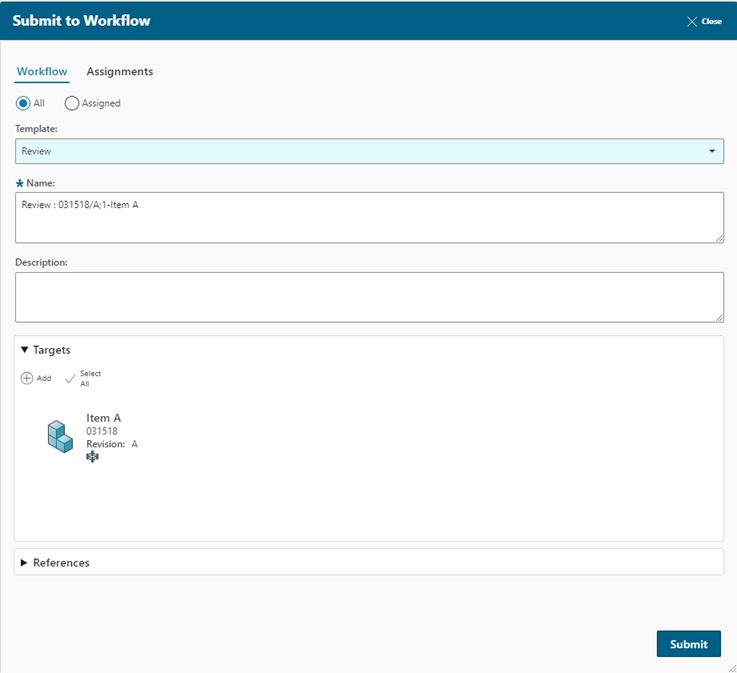 Submit to Workflow
Close
Workflow Assignments
All Assigned
Template:
Review
* Name:
Review : 031518/A;1-Item A
Description:
Targets
Add Select
All
Item A
031518
Revision: A
References
Submit